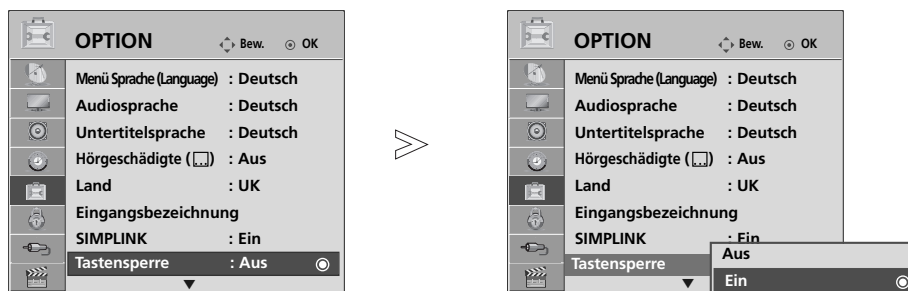 OPTION Bew. OK
Menü Sprache (Language) : Deutsch
Audiosprache : Deutsch
Untertitelsprache : Deutsch
Hörgeschädigte ( ) : Aus
Land : UK
Eingangsbezeichnung
SIMPLINK : Ein
Tastensperre : Aus
OPTION Bew. OK
Menü Sprache (Language) : Deutsch
Audiosprache : Deutsch
Untertitelsprache : Deutsch
Hörgeschädigte ( ) : Aus
Land : UK
Eingangsbezeichnung
SIMPLINK : Ein
Tastensperre
Aus
Ein